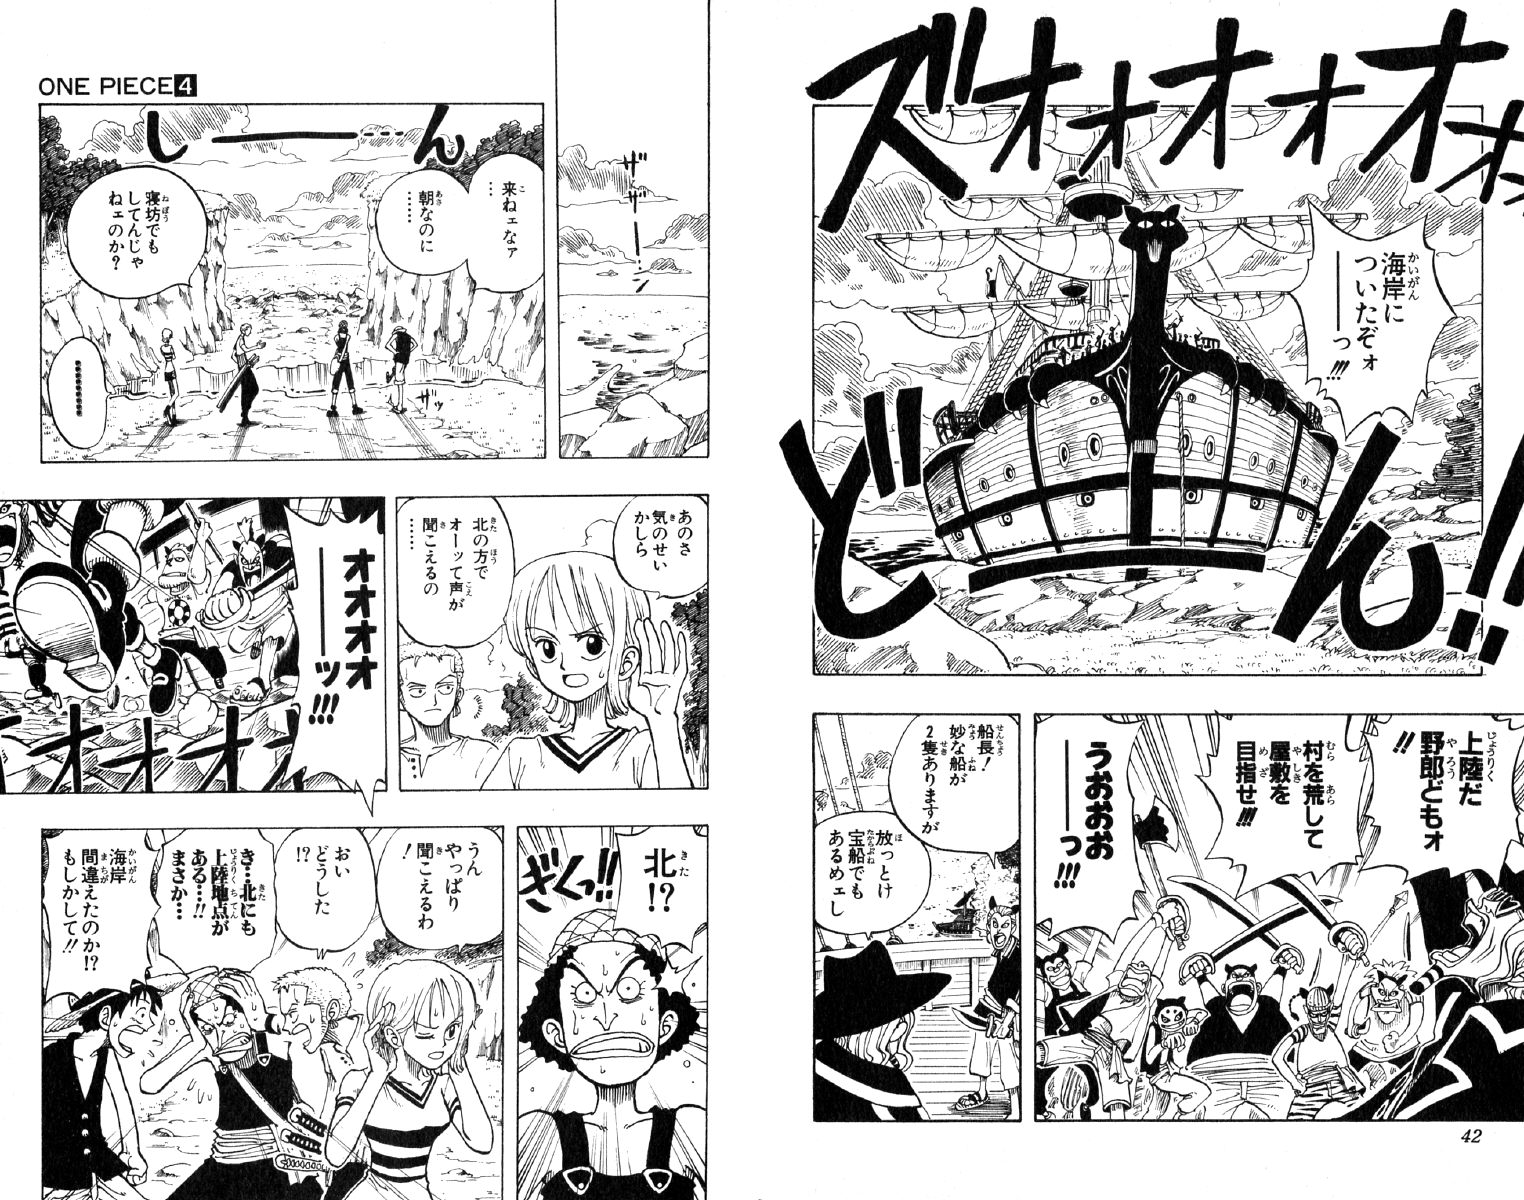 ズオオオオオオ
海岸に
ついたぞォ
――っ!!!
どん!!
上陸だ
野郎どもォ
!!
村を荒して
屋敷を
目指せ!!!
うおおお
――っ!!!
船長!
妙な船が
2隻ありますが
放っとけ
宝船でも
あるめェし
42
ONE PIECE 4
ザザ――ン
しーーん
来ねェなァ
……
朝なのに
……
寝坊でも
してんじゃ
ねェのか?
…………
ザッ
あのさ
気のせい
かしら
北の方で
オーッて声が
聞こえるの
……
…
オオオオ
――ッ!!!
オオオオオ
北!?
ぎくっ!!
うん
やっぱり
聞こえるわ
!
おい
どうした
!?
き…北にも
上陸地点が
ある…!!
まさか…
海岸
間違えたのか!?
もしかして!!